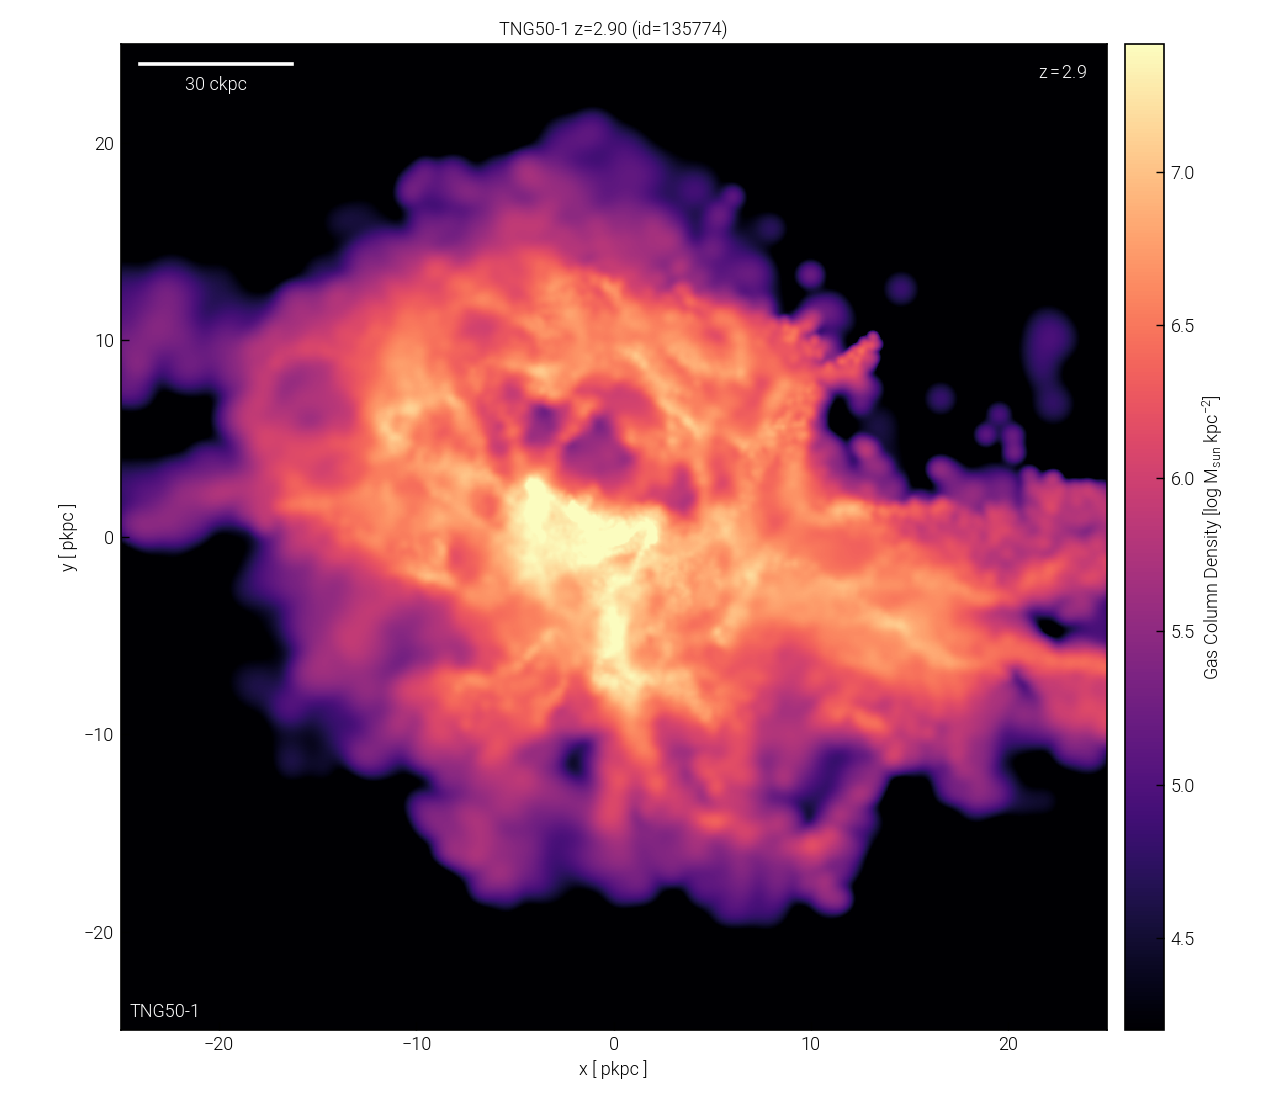 TNG50-1 z=2.90 (id=135774)
30 ckpc
z=2.9
20
10
0
−10
−20
y [ pkpc ]
TNG50-1
−20 −10 0 10 20
x [ pkpc ]
7.0
6.5
6.0
5.5
5.0
4.5
Gas Column Density [log M_sun kpc^−2]